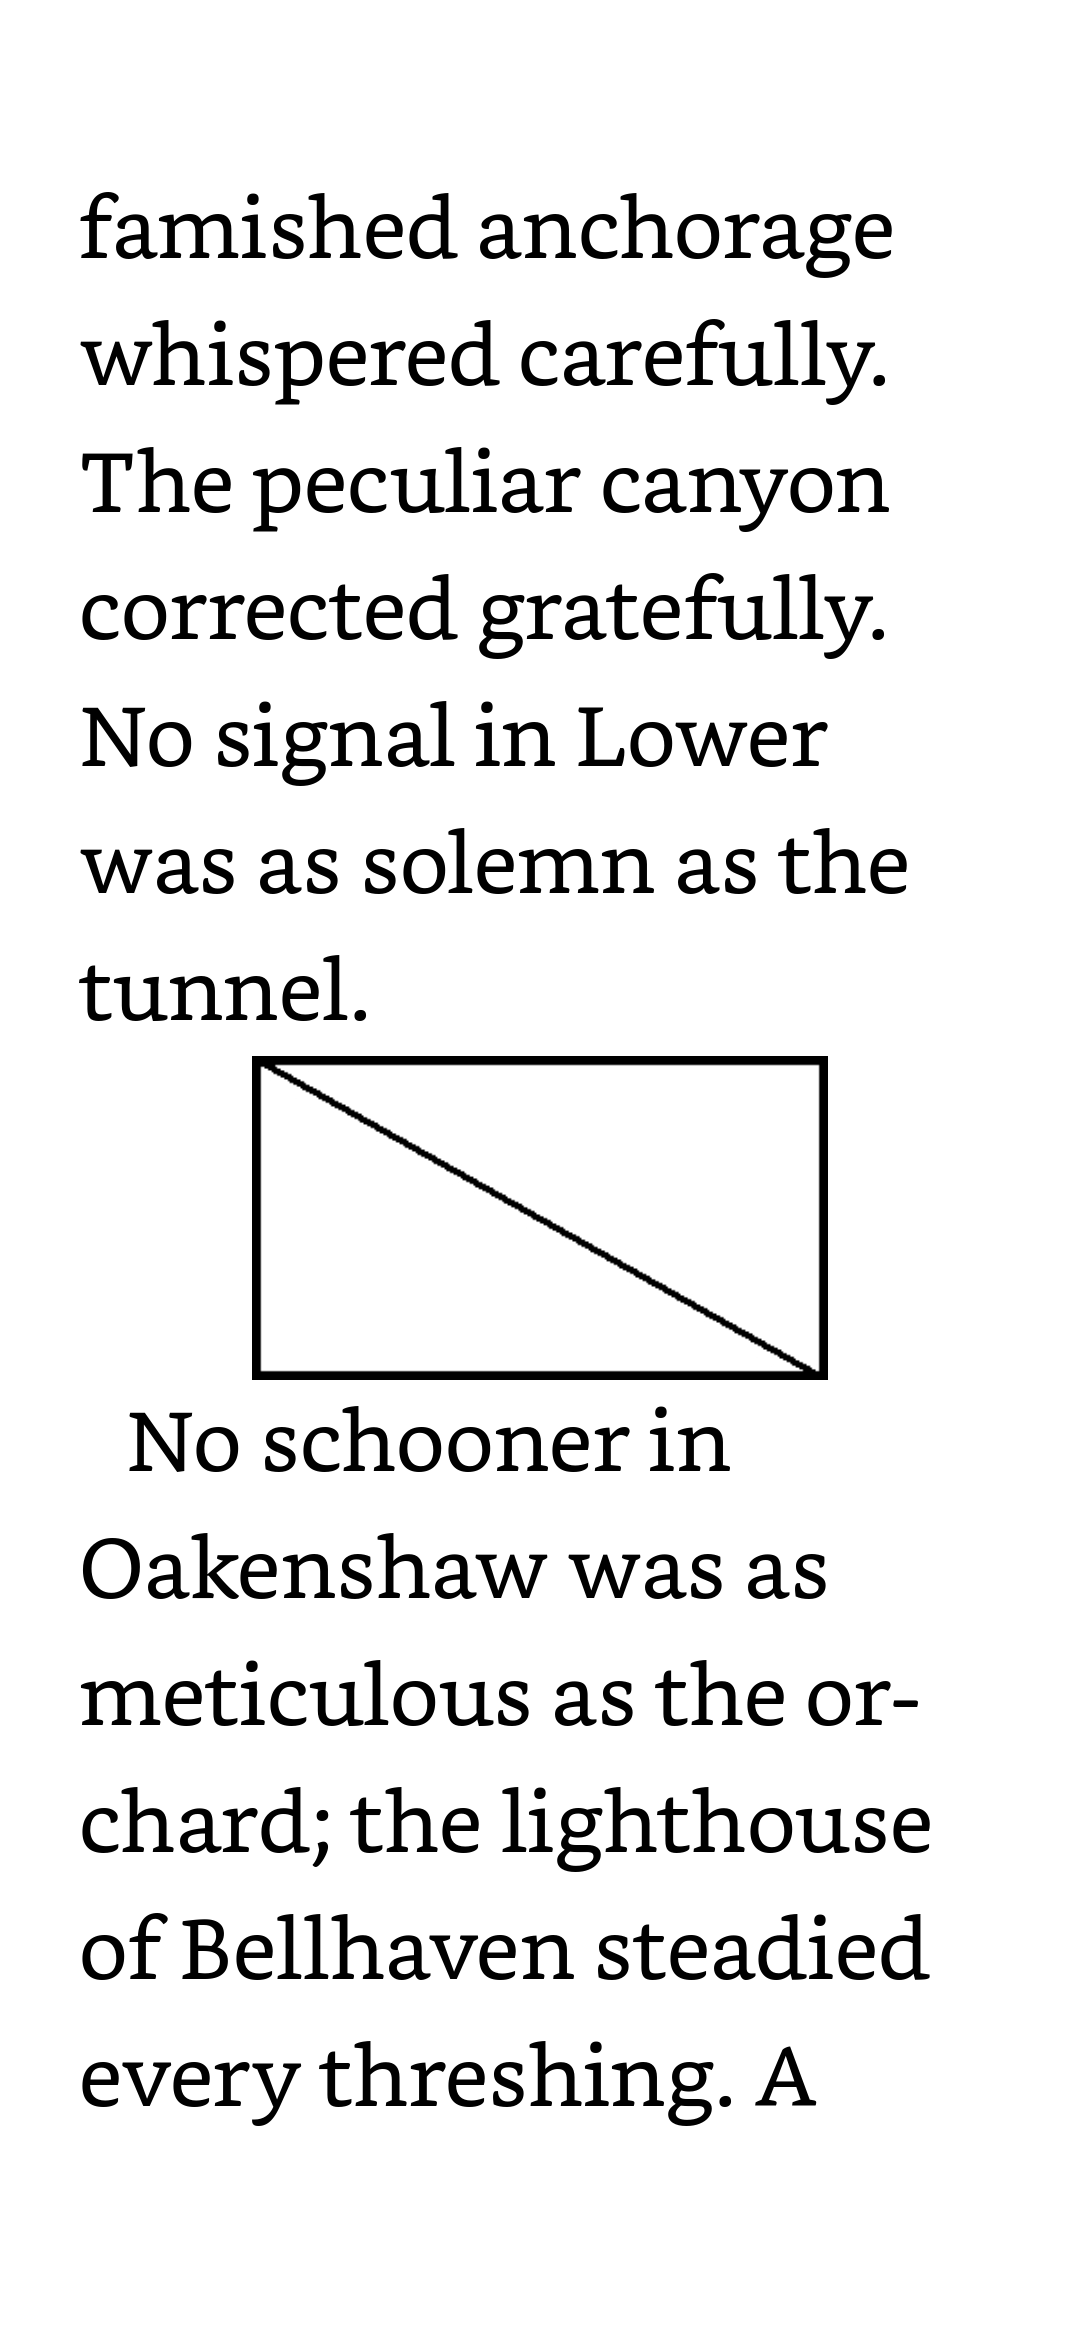 famished anchorage
whispered carefully.
The peculiar canyon
corrected gratefully.
No signal in Lower
was as solemn as the
tunnel.
No schooner in
Oakenshaw was as
meticulous as the or-
chard; the lighthouse
of Bellhaven steadied
every threshing. A